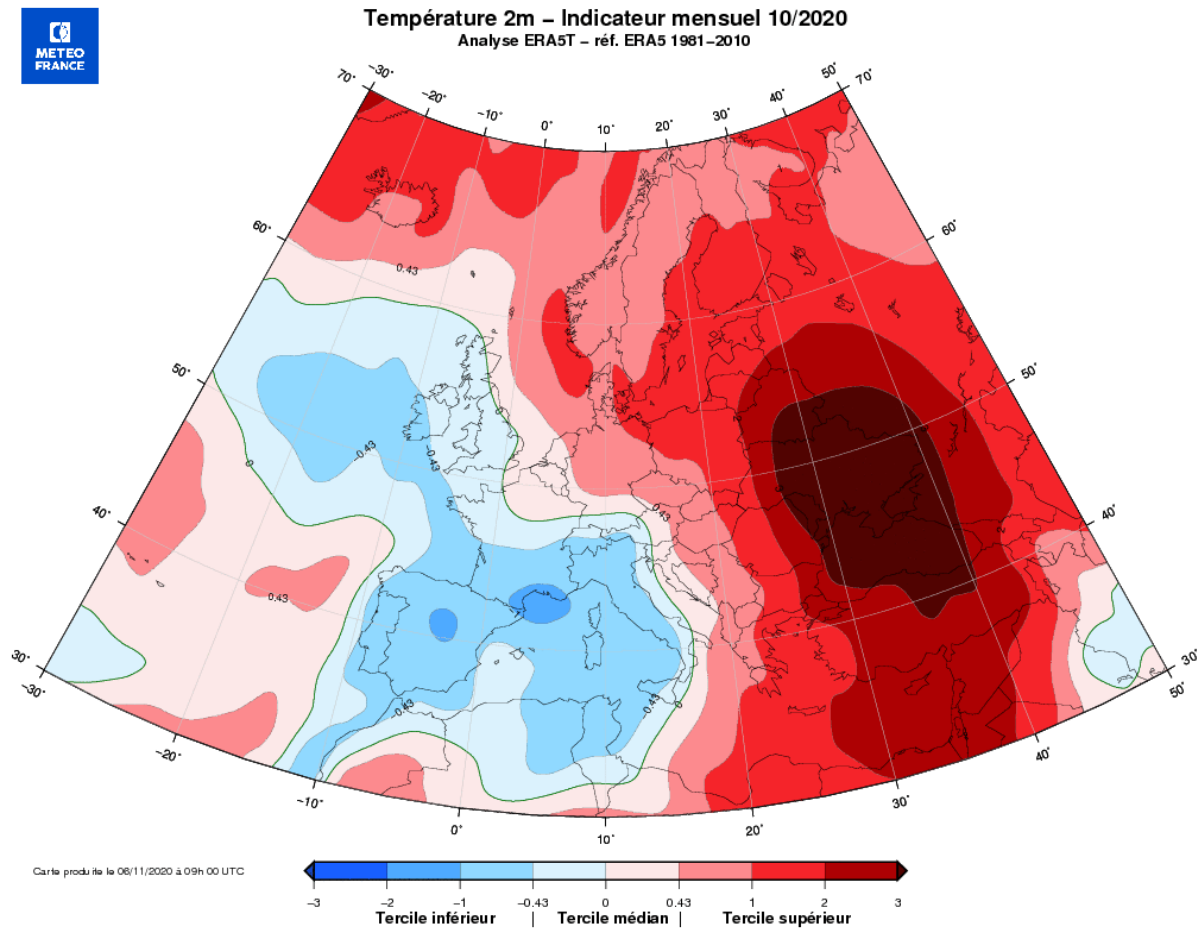 Température 2m – Indicateur mensuel 10/2020
Analyse ERA5T – réf. ERA5 1981–2010
METEO
FRANCE
70° -30° -20° -10° 0° 10° 20° 30° 40° 50° 70°
60° 60°
0.43
50° 50°
0
0 -0.43 -0.43
40° 0.43 2 40°
0.43
30° -0.43 -0.43 0 30°
-30° 50°
-20° 40°
-10° 30°
0° 10° 20°
Carte produite le 06/11/2020 à 09h 00 UTC
-3 -2 -1 -0.43 0 0.43 1 2 3
Tercile inférieur | Tercile médian | Tercile supérieur